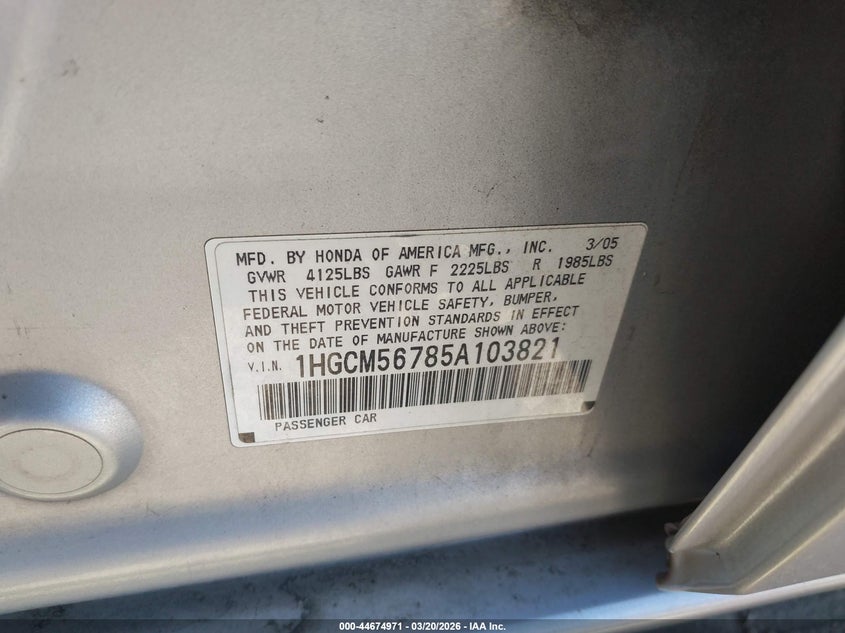 MFD. BY HONDA OF AMERICA MFG., INC. 3/05
GVWR 4125LBS GAWR F 2225LBS R 1985LBS
THIS VEHICLE CONFORMS TO ALL APPLICABLE
FEDERAL MOTOR VEHICLE SAFETY, BUMPER,
AND THEFT PREVENTION STANDARDS IN EFFECT
ON THE DATE OF MANUFACTURE SHOWN ABOVE:
V.I.N. 1HGCM56785A103821
PASSENGER CAR
000-44674971 - 03/20/2026 - IAA Inc.